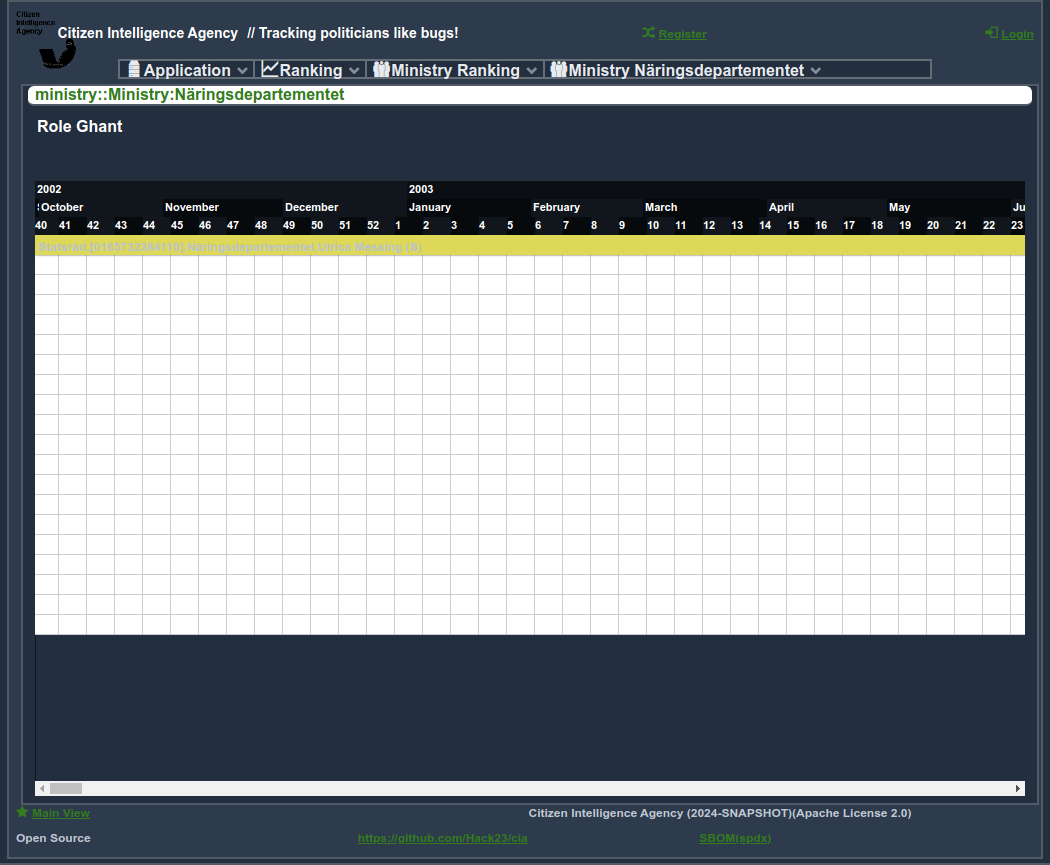 Citizen
Intelligence
Agency
Citizen Intelligence Agency // Tracking politicians like bugs!
Register
Login
Application
Ranking
Ministry Ranking
Ministry Näringsdepartementet
ministry::Ministry:Näringsdepartementet
Role Ghant
2002 2003
October November December January February March April May Ju
40 41 42 43 44 45 46 47 48 49 50 51 52 1 2 3 4 5 6 7 8 9 10 11 12 13 14 15 16 17 18 19 20 21 22 23
Statsråd.[0186732384110].Näringsdepartementet.Ulrica Messing (S)
Main View
Citizen Intelligence Agency (2024-SNAPSHOT)(Apache License 2.0)
Open Source
https://github.com/Hack23/cia
SBOM(spdx)